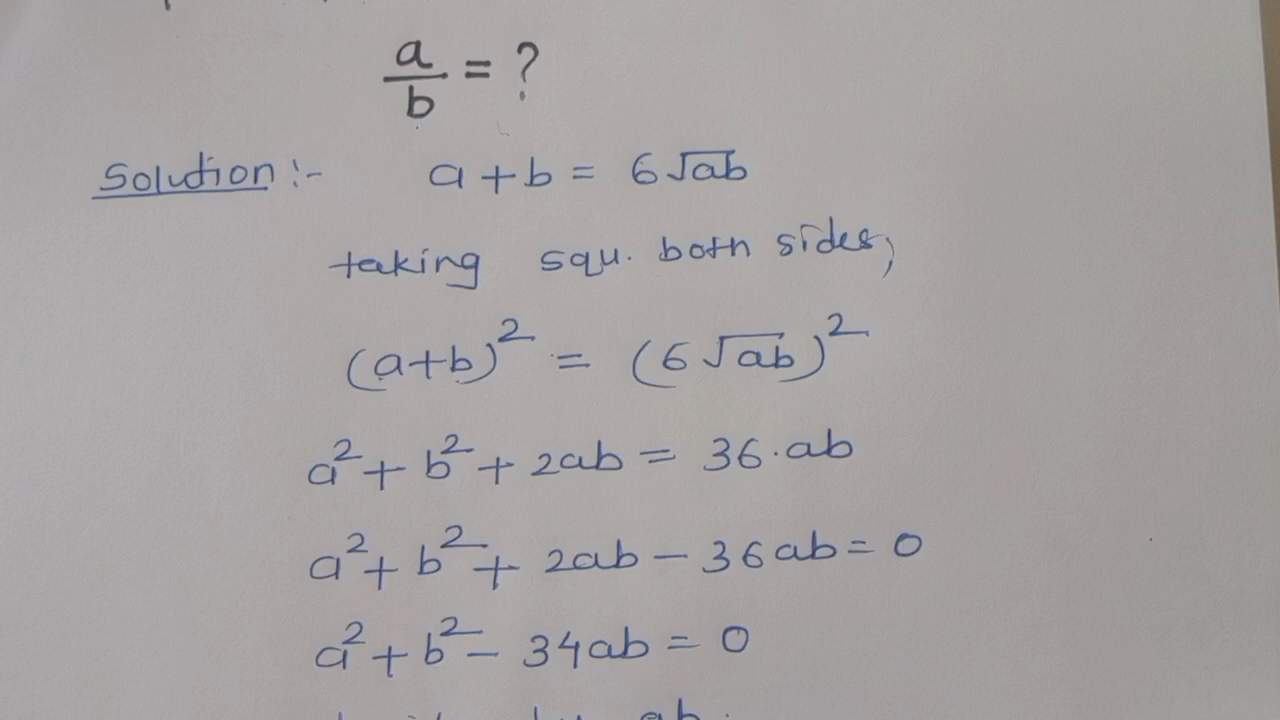 a/b = ?
Solution :- a + b = 6√ab
taking squ. both sides,
(a+b)² = (6√ab)²
a² + b² + 2ab = 36.ab
a² + b² + 2ab - 36ab = 0
a² + b² - 34ab = 0
ab.